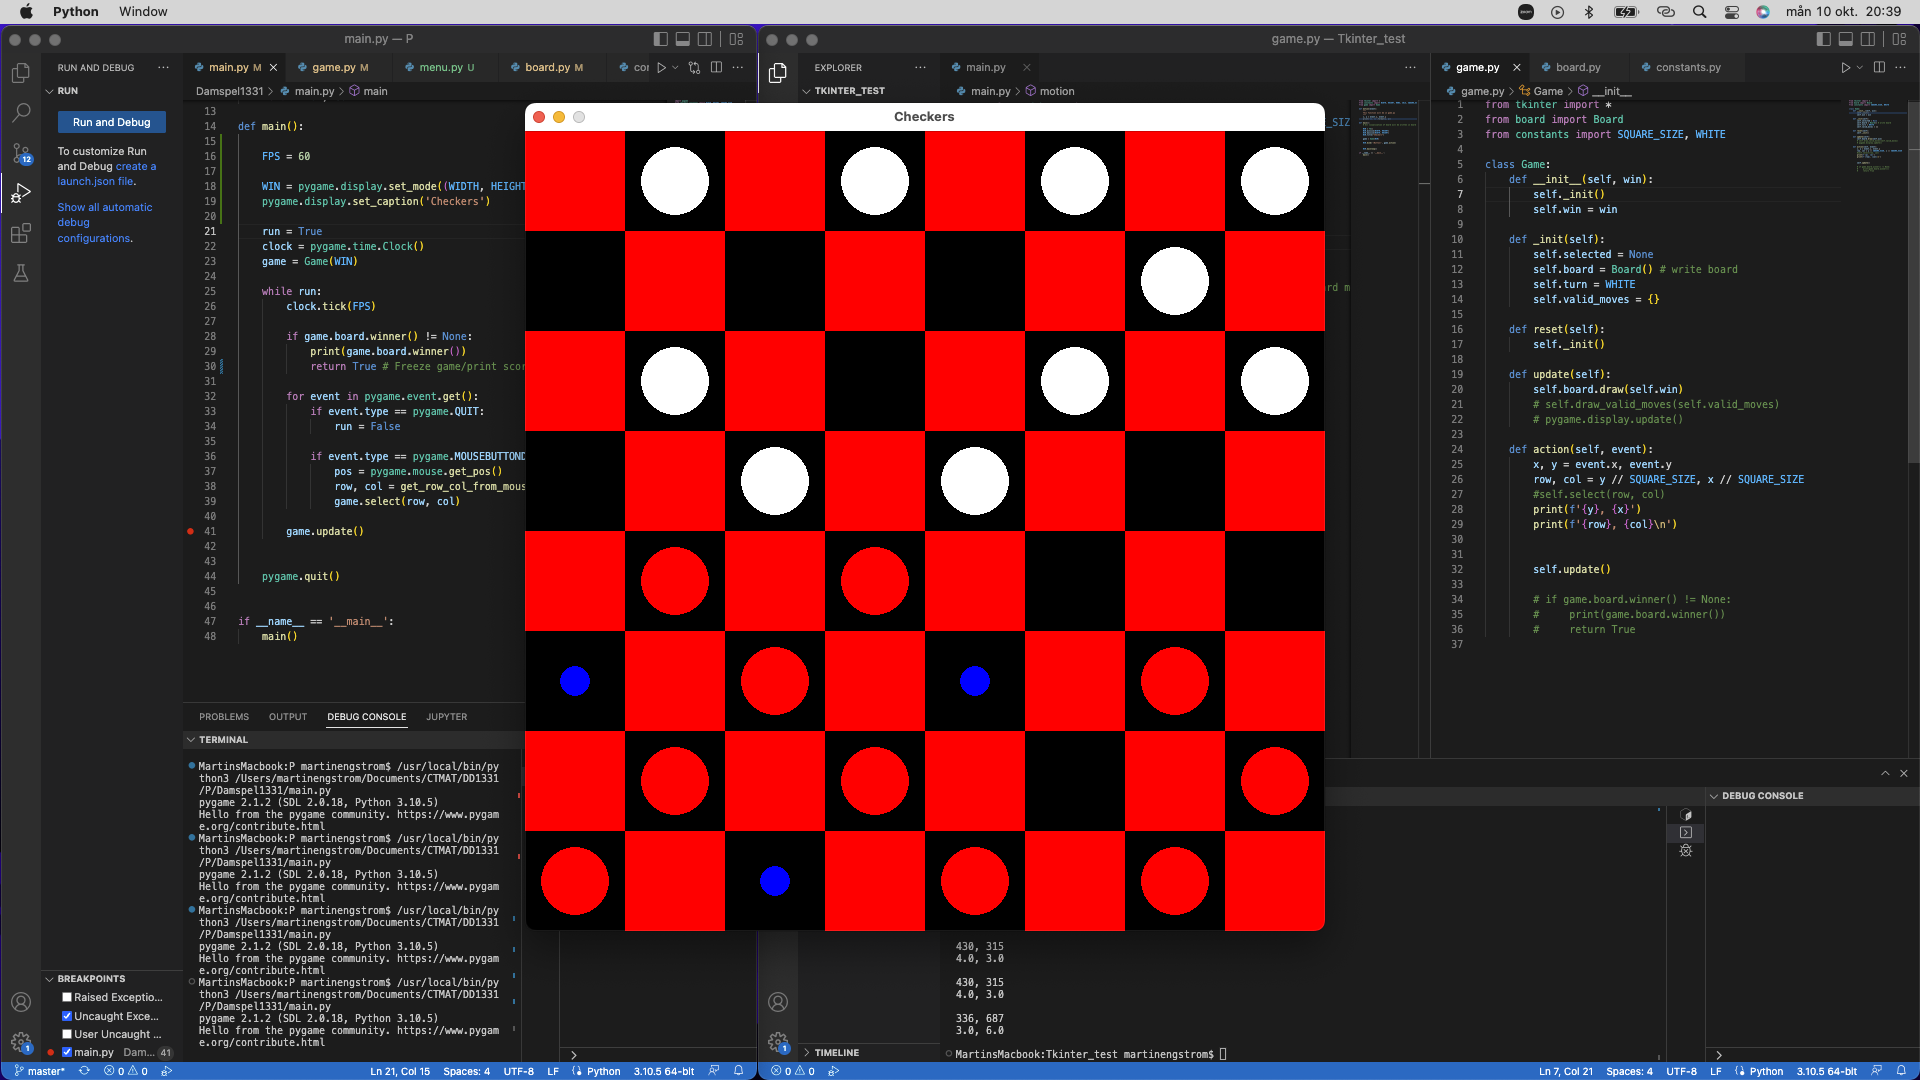 Python Window
mån 10 okt. 20:39
main.py — P
RUN AND DEBUG
RUN
Run and Debug
To customize Run
and Debug create a
launch.json file.
Show all automatic
debug
configurations.
12
main.py M
game.py M
menu.py U
board.py M
Damspel1331 > main.py > main
13
14 def main():
15
16 FPS = 60
17
18 WIN = pygame.display.set_mode((WIDTH, HEIGHT
19 pygame.display.set_caption('Checkers')
20
21 run = True
22 clock = pygame.time.Clock()
23 game = Game(WIN)
24
25 while run:
26 clock.tick(FPS)
27
28 if game.board.winner() != None:
29 print(game.board.winner())
30 return True # Freeze game/print scor
31
32 for event in pygame.event.get():
33 if event.type == pygame.QUIT:
34 run = False
35
36 if event.type == pygame.MOUSEBUTTOND
37 pos = pygame.mouse.get_pos()
38 row, col = get_row_col_from_mous
39 game.select(row, col)
40
41 game.update()
42
43
44 pygame.quit()
45
46
47 if __name__ == '__main__':
48 main()
PROBLEMS OUTPUT DEBUG CONSOLE JUPYTER
TERMINAL
MartinsMacbook:P martinengstrom$ /usr/local/bin/py
thon3 /Users/martinengstrom/Documents/CTMAT/DD1331
/P/Damspel1331/main.py
pygame 2.1.2 (SDL 2.0.18, Python 3.10.5)
Hello from the pygame community. https://www.pygam
e.org/contribute.html
MartinsMacbook:P martinengstrom$ /usr/local/bin/py
thon3 /Users/martinengstrom/Documents/CTMAT/DD1331
/P/Damspel1331/main.py
pygame 2.1.2 (SDL 2.0.18, Python 3.10.5)
Hello from the pygame community. https://www.pygam
e.org/contribute.html
MartinsMacbook:P martinengstrom$ /usr/local/bin/py
thon3 /Users/martinengstrom/Documents/CTMAT/DD1331
/P/Damspel1331/main.py
pygame 2.1.2 (SDL 2.0.18, Python 3.10.5)
Hello from the pygame community. https://www.pygam
e.org/contribute.html
MartinsMacbook:P martinengstrom$ /usr/local/bin/py
thon3 /Users/martinengstrom/Documents/CTMAT/DD1331
/P/Damspel1331/main.py
pygame 2.1.2 (SDL 2.0.18, Python 3.10.5)
Hello from the pygame community. https://www.pygam
e.org/contribute.html
BREAKPOINTS
Raised Exceptio...
Uncaught Exce...
User Uncaught ...
main.py Dam... 41
1
master* 0 0
Ln 21, Col 15 Spaces: 4 UTF-8 LF Python 3.10.5 64-bit
Checkers
game.py — Tkinter_test
EXPLORER
TKINTER_TEST
main.py
main.py > motion
_SIZ
rd m
game.py
board.py
constants.py
game.py > Game > __init__
1 from tkinter import *
2 from board import Board
3 from constants import SQUARE_SIZE, WHITE
4
5 class Game:
6 def __init__(self, win):
7 self._init()
8 self.win = win
9
10 def _init(self):
11 self.selected = None
12 self.board = Board() # write board
13 self.turn = WHITE
14 self.valid_moves = {}
15
16 def reset(self):
17 self._init()
18
19 def update(self):
20 self.board.draw(self.win)
21 # self.draw_valid_moves(self.valid_moves)
22 # pygame.display.update()
23
24 def action(self, event):
25 x, y = event.x, event.y
26 row, col = y // SQUARE_SIZE, x // SQUARE_SIZE
27 #self.select(row, col)
28 print(f'{y}, {x}')
29 print(f'{row}, {col}\n')
30
31
32 self.update()
33
34 # if game.board.winner() != None:
35 # print(game.board.winner())
36 # return True
37
DEBUG CONSOLE
430, 315
4.0, 3.0
430, 315
4.0, 3.0
336, 687
3.0, 6.0
MartinsMacbook:Tkinter_test martinengstrom$
TIMELINE
1
0 0
Ln 7, Col 21 Spaces: 4 UTF-8 LF Python 3.10.5 64-bit